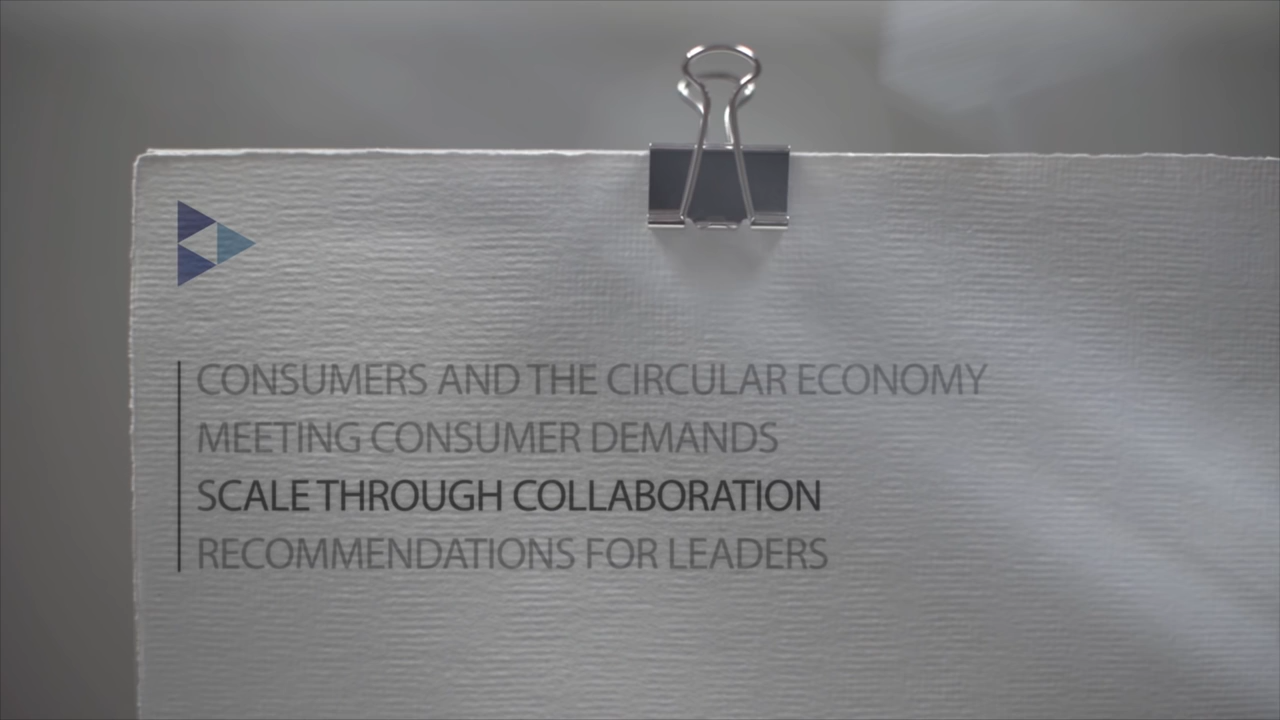 CONSUMERS AND THE CIRCULAR ECONOMY
MEETING CONSUMER DEMANDS
SCALE THROUGH COLLABORATION
RECOMMENDATIONS FOR LEADERS